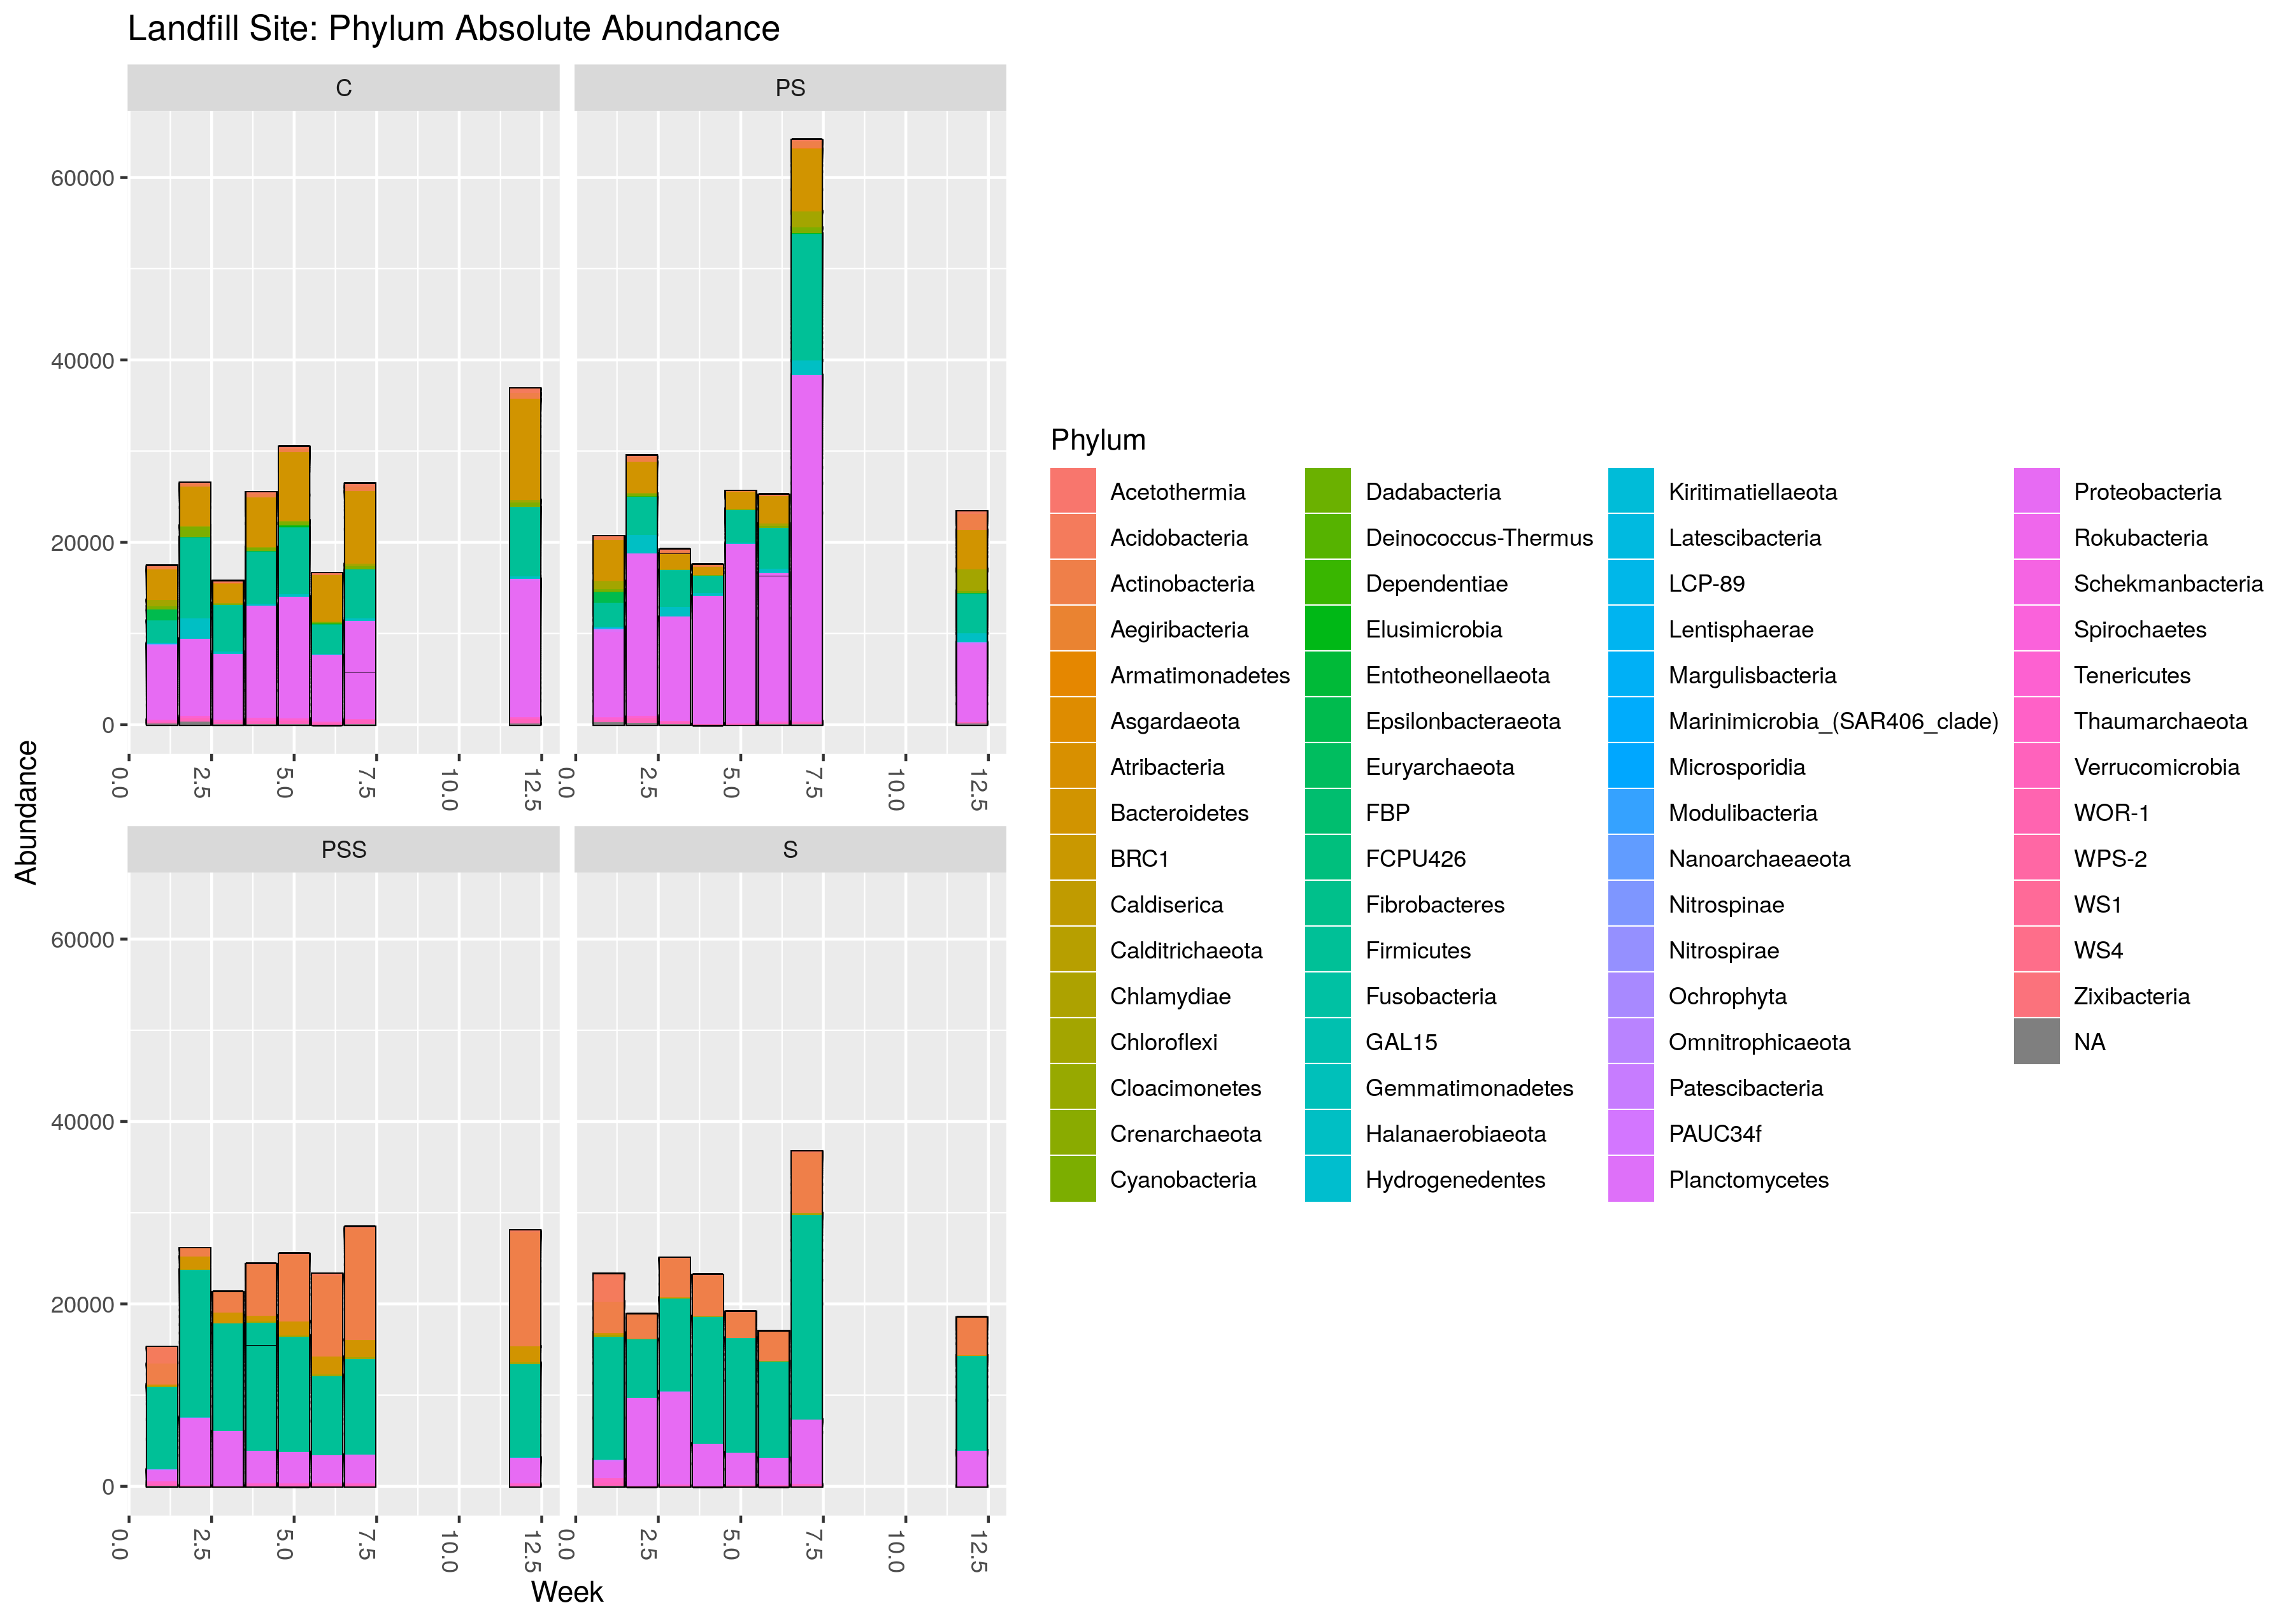 Landfill Site: Phylum Absolute Abundance
C
PS
60000
40000
20000
0
0.0
2.5
5.0
7.5
10.0
12.5
0.0
2.5
5.0
7.5
10.0
12.5
Abundance
PSS
S
60000
40000
20000
0
0.0
2.5
5.0
7.5
10.0
12.5
0.0
2.5
5.0
7.5
10.0
12.5
Week
Phylum
Acetothermia
Acidobacteria
Actinobacteria
Aegiribacteria
Armatimonadetes
Asgardaeota
Atribacteria
Bacteroidetes
BRC1
Caldiserica
Calditrichaeota
Chlamydiae
Chloroflexi
Cloacimonetes
Crenarchaeota
Cyanobacteria
Dadabacteria
Deinococcus-Thermus
Dependentiae
Elusimicrobia
Entotheonellaeota
Epsilonbacteraeota
Euryarchaeota
FBP
FCPU426
Fibrobacteres
Firmicutes
Fusobacteria
GAL15
Gemmatimonadetes
Halanaerobiaeota
Hydrogenedentes
Kiritimatiellaeota
Latescibacteria
LCP-89
Lentisphaerae
Margulisbacteria
Marinimicrobia_(SAR406_clade)
Microsporidia
Modulibacteria
Nanoarchaeaeota
Nitrospinae
Nitrospirae
Ochrophyta
Omnitrophicaeota
Patescibacteria
PAUC34f
Planctomycetes
Proteobacteria
Rokubacteria
Schekmanbacteria
Spirochaetes
Tenericutes
Thaumarchaeota
Verrucomicrobia
WOR-1
WPS-2
WS1
WS4
Zixibacteria
NA